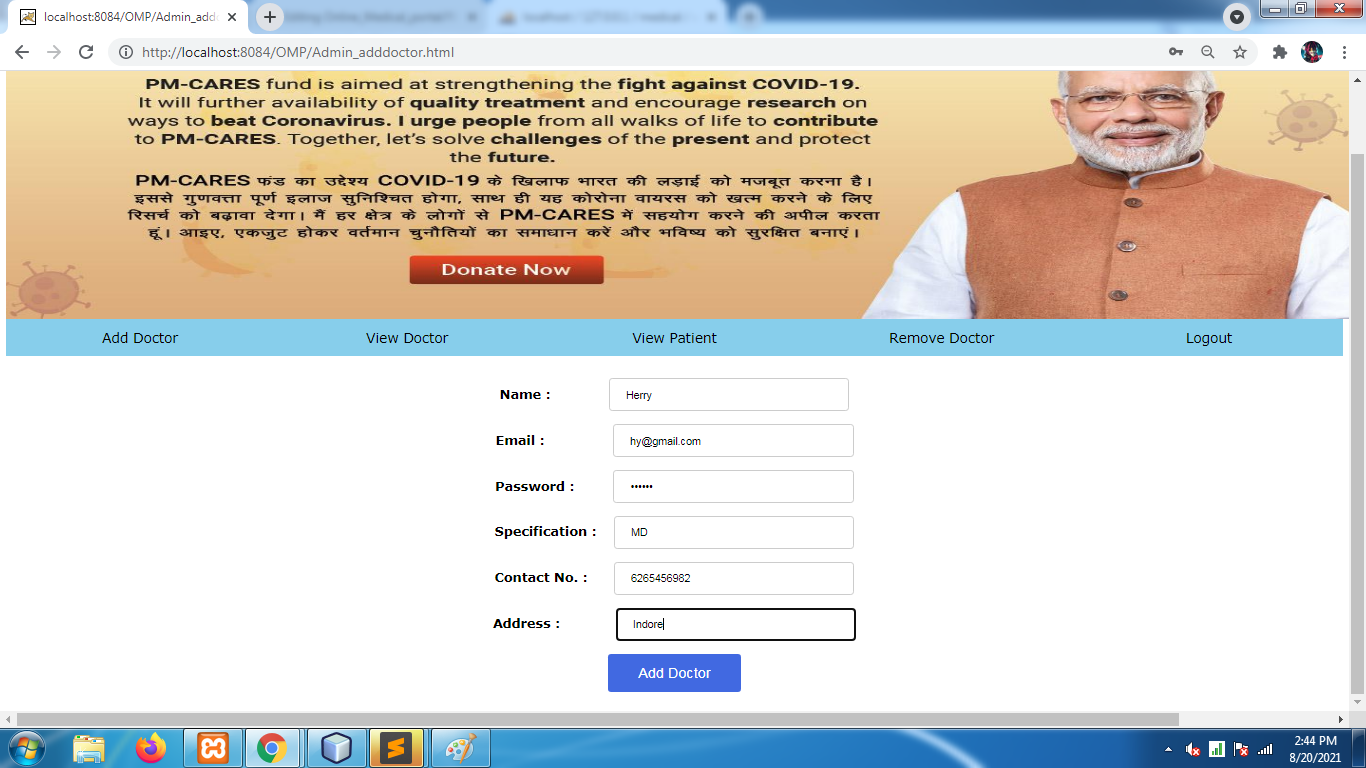 localhost:8084/OMP/Admin_addd
http://localhost:8084/OMP/Admin_adddoctor.html
PM-CARES fund is aimed at strengthening the fight against COVID-19.
It will further availability of quality treatment and encourage research on
ways to beat Coronavirus. I urge people from all walks of life to contribute
to PM-CARES. Together, let's solve challenges of the present and protect
the future.
PM-CARES फंड का उद्देश्य COVID-19 के खिलाफ भारत की लड़ाई को मजबूत करना है।
इससे गुणवत्ता पूर्ण इलाज सुनिश्चित होगा, साथ ही यह कोरोना वायरस को खत्म करने के लिए
रिसर्च को बढ़ावा देगा। मैं हर क्षेत्र के लोगों से PM-CARES में सहयोग करने की अपील करता
हूं। आइए, एकजुट होकर वर्तमान चुनौतियों का समाधान करें और भविष्य को सुरक्षित बनाएं।
Donate Now
Add Doctor View Doctor View Patient Remove Doctor Logout
Name : Herry
Email : hy@gmail.com
Password : ••••••
Specification : MD
Contact No. : 6265456982
Address : Indore
Add Doctor
2:44 PM
8/20/2021